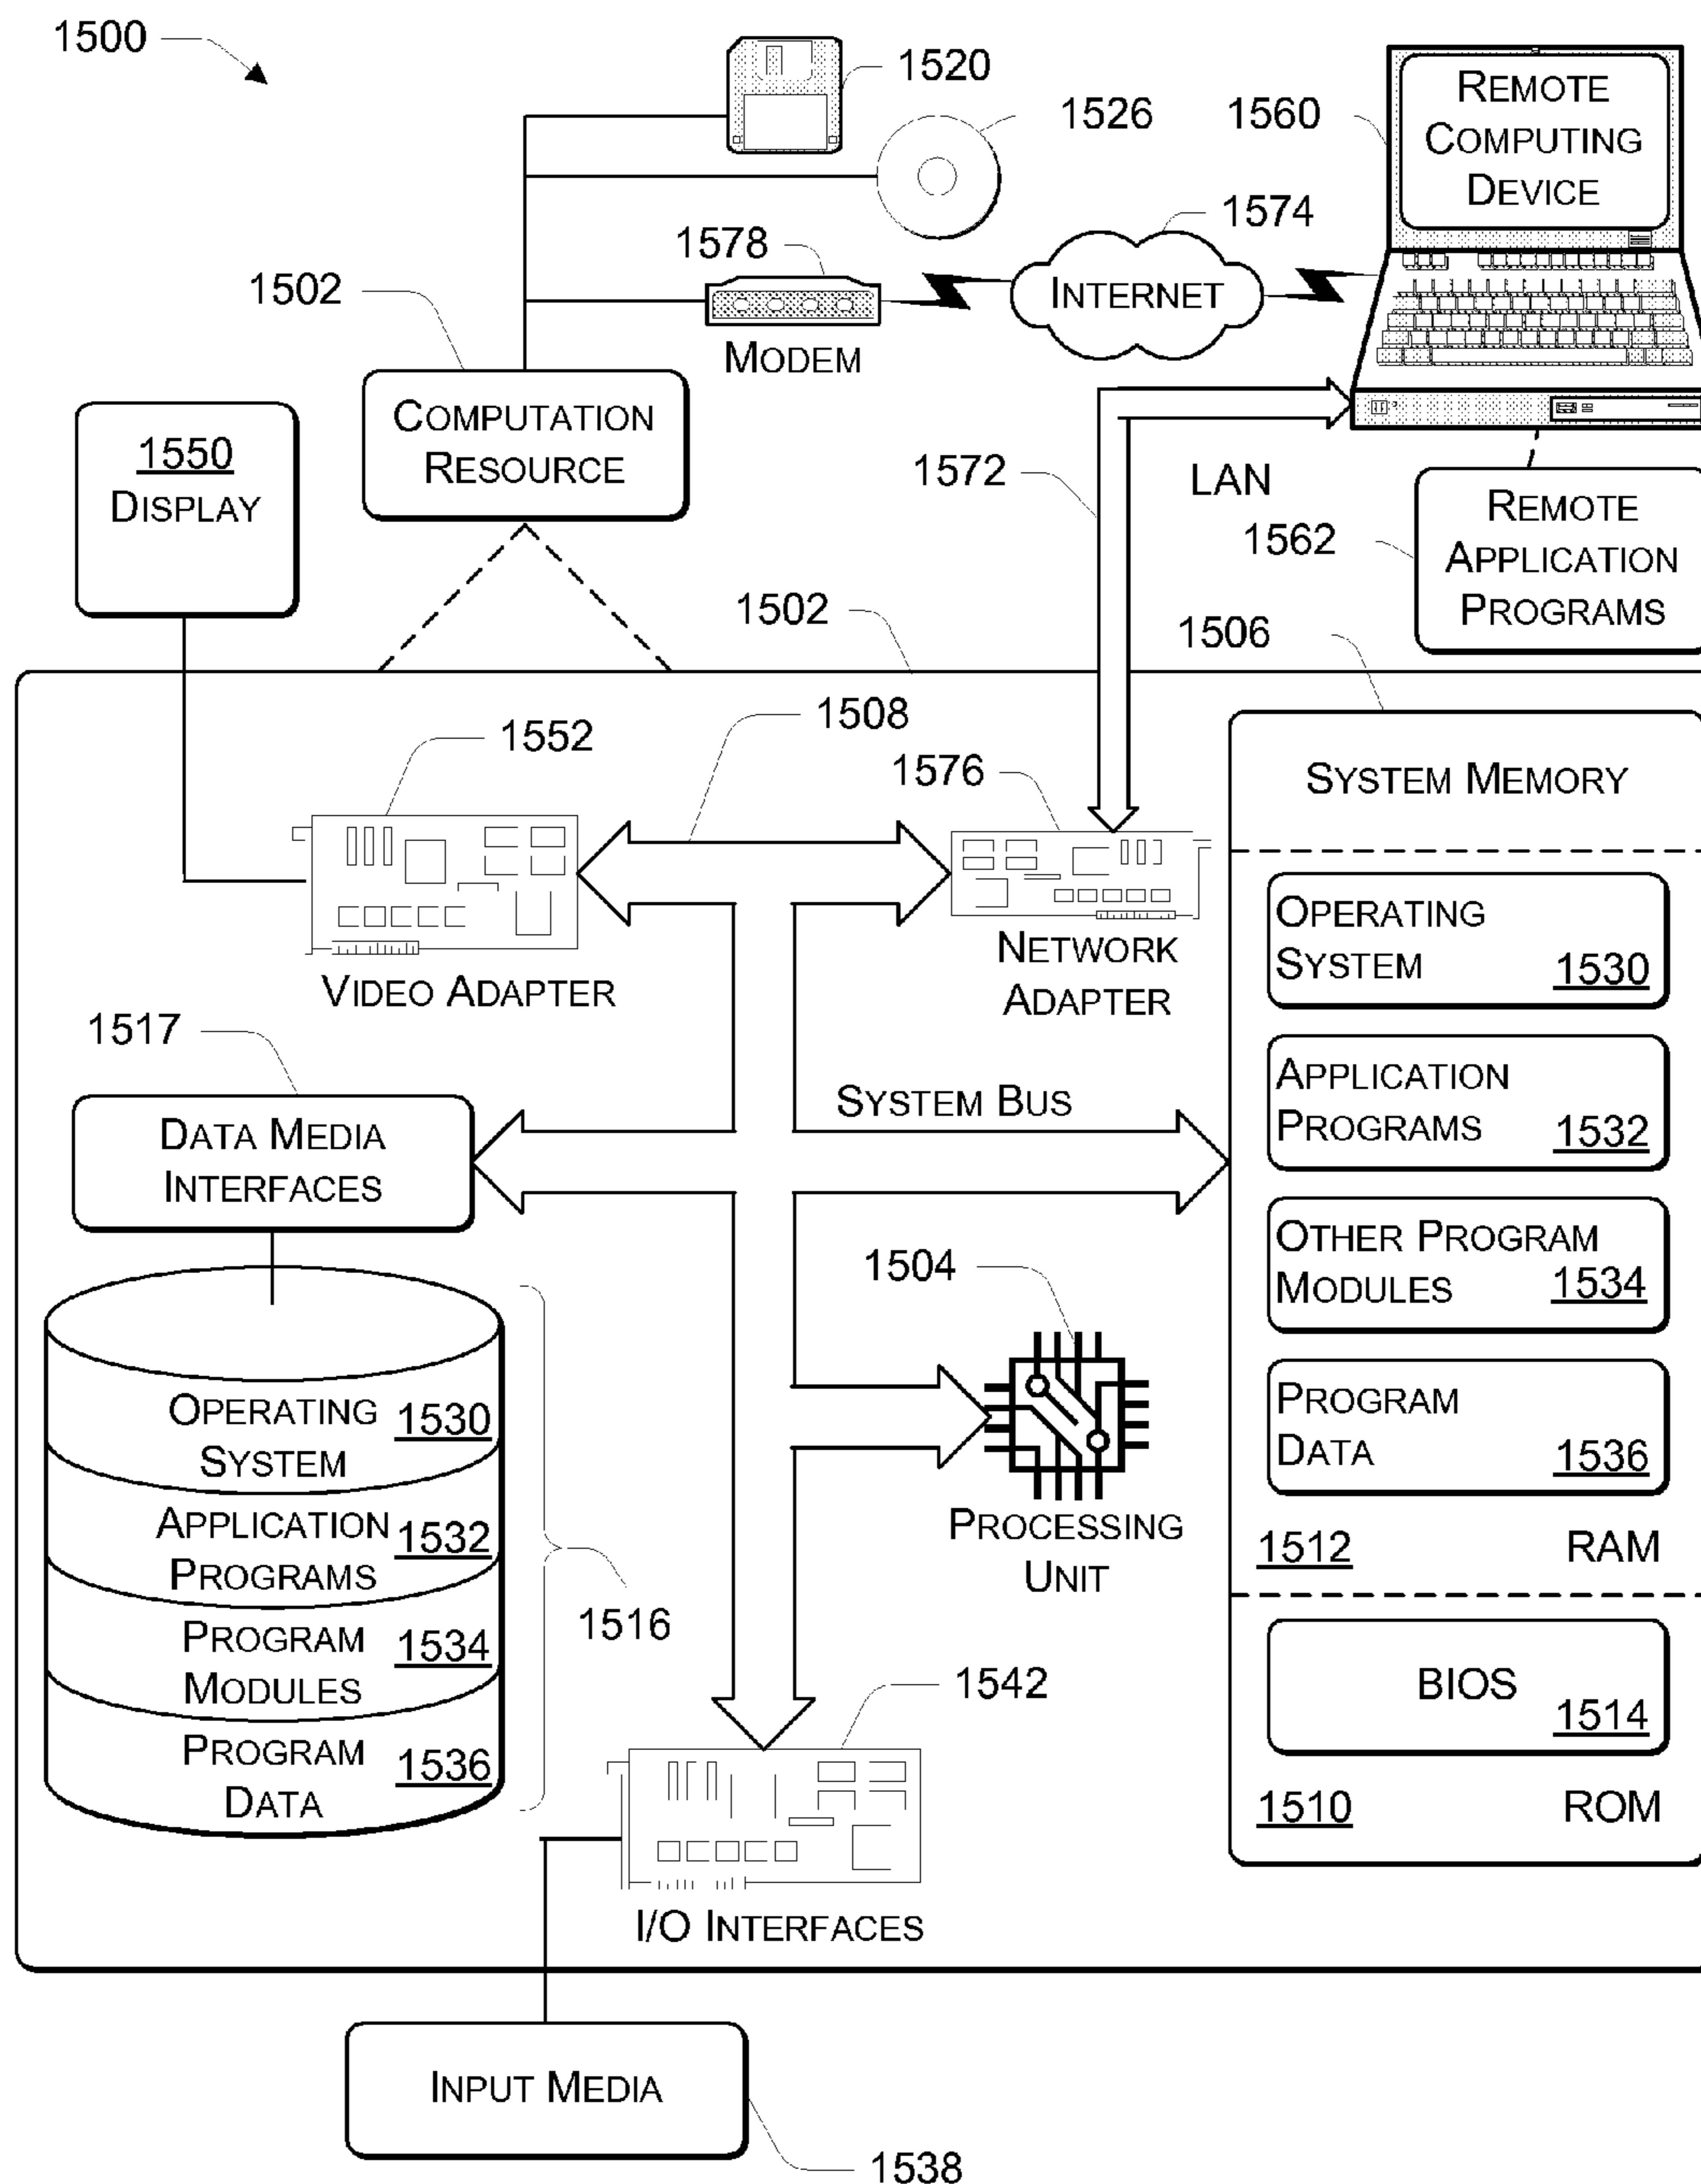 1500
1520
1526
1560
REMOTE
COMPUTING
DEVICE
1574
1578
INTERNET
1502
MODEM
COMPUTATION
RESOURCE
1550
DISPLAY
1572
LAN
1562
REMOTE
APPLICATION
PROGRAMS
1502
1506
1508
1552
1576
SYSTEM MEMORY
OPERATING
SYSTEM 1530
NETWORK
ADAPTER
VIDEO ADAPTER
1517
APPLICATION
PROGRAMS 1532
SYSTEM BUS
DATA MEDIA
INTERFACES
OTHER PROGRAM
MODULES 1534
1504
PROGRAM
DATA 1536
OPERATING 1530
SYSTEM
APPLICATION 1532
PROGRAMS
PROCESSING
UNIT
1512 RAM
1516
PROGRAM 1534
MODULES
1542
BIOS
1514
PROGRAM 1536
DATA
1510 ROM
I/O INTERFACES
INPUT MEDIA
1538